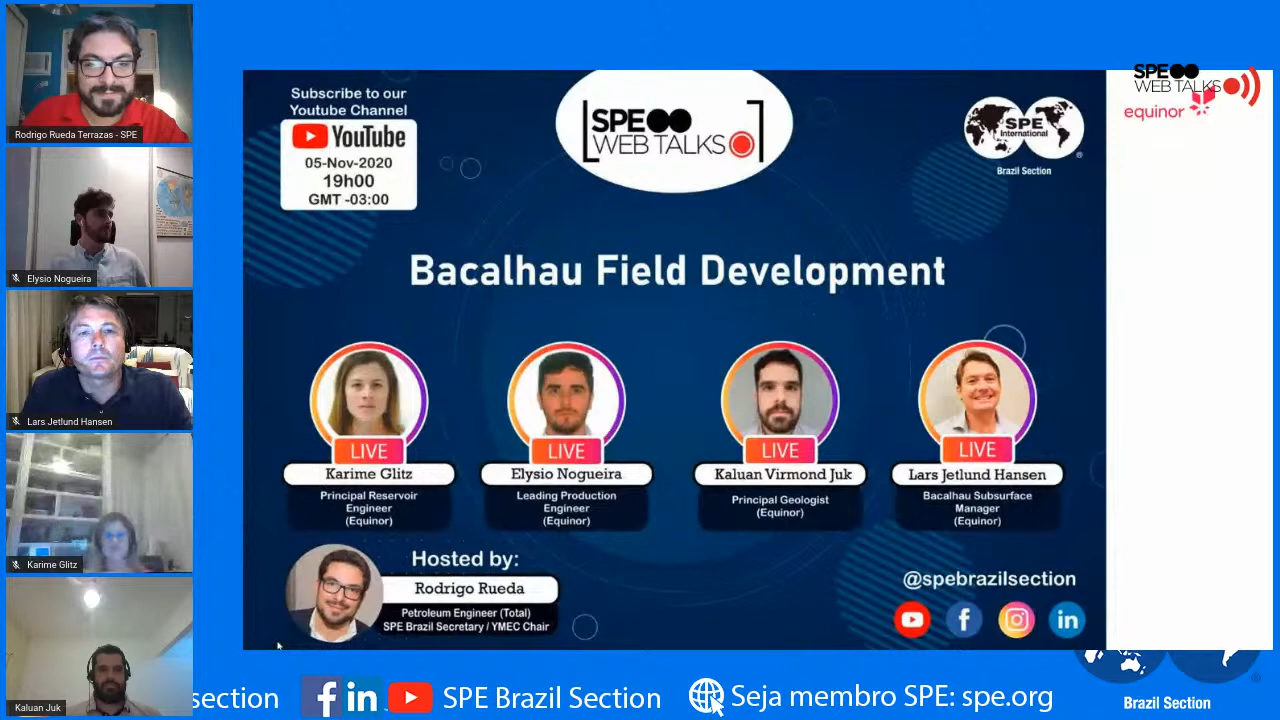 Rodrigo Rueda Terrazas - SPE
Elysio Nogueira
Lars Jetlund Hansen
Karime Glitz
Kaluan Juk
Subscribe to our
Youtube Channel
YouTube
05-Nov-2020
19h00
GMT -03:00
SPE
WEB TALKS
SPE
International
®
Brazil Section
SPE
WEB TALKS
equinor
Bacalhau Field Development
LIVE
Karime Glitz
Principal Reservoir
Engineer
(Equinor)
LIVE
Elysio Nogueira
Leading Production
Engineer
(Equinor)
LIVE
Kaluan Virmond Juk
Principal Geologist
(Equinor)
LIVE
Lars Jetlund Hansen
Bacalhau Subsurface
Manager
(Equinor)
Hosted by:
Rodrigo Rueda
Petroleum Engineer (Total)
SPE Brazil Secretary / YMEC Chair
@spebrazilsection
section
SPE Brazil Section
Seja membro SPE: spe.org
®
Brazil Section